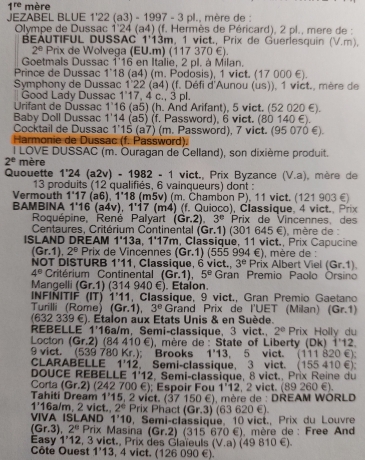 1re mère
JEZABEL BLUE 1'22 (a3) - 1997 - 3 pl., mère de :
Olympe de Dussac 1'24 (a4) (f. Hermès de Péricard), 2 pl., mere de :
BEAUTIFUL DUSSAC 1'13m, 1 vict., Prix de Guerlesquin (V.m),
2e Prix de Wolvega (EU.m) (117 370 €).
Goetmals Dussac 1'16 en Italie, 2 pl. à Milan.
Prince de Dussac 1'18 (a4) (m. Podosis), 1 vict. (17 000 €).
Symphony de Dussac 1'22 (a4) (f. Défi d'Aunou (us)), 1 vict., mère de
Good Lady Dussac 1'17, 4 c., 3 pl.
Urifant de Dussac 1'16 (a5) (h. And Arifant), 5 vict. (52 020 €).
Baby Doll Dussac 1'14 (a5) (f. Password), 6 vict. (80 140 €).
Cocktail de Dussac 1'15 (a7) (m. Password), 7 vict. (95 070 €).
Harmonie de Dussac (f. Password).
I LOVE DUSSAC (m. Ouragan de Celland), son dixième produit.
2e mère
Quouette 1'24 (a2v) - 1982 - 1 vict., Prix Byzance (V.a), mère de
13 produits (12 qualifiés, 6 vainqueurs) dont :
Vermouth 1'17 (a6), 1'18 (m5v) (m. Chambon P), 11 vict. (121 903 €)
BAMBINA 1'16 (a4v), 1'17 (m4) (f. Quioco), Classique, 4 vict., Prix
Roquépine, René Palyart (Gr.2), 3e Prix de Vincennes, des
Centaures, Critérium Continental (Gr.1) (301 645 €), mère de :
ISLAND DREAM 1'13a, 1'17m, Classique, 11 vict., Prix Capucine
(Gr.1), 2e Prix de Vincennes (Gr.1) (555 994 €), mère de :
NOT DISTURB 1'11, Classique, 6 vict., 3e Prix Albert Viel (Gr.1),
4e Critérium Continental (Gr.1), 5e Gran Premio Paolo Orsino
Mangelli (Gr.1) (314 940 €). Etalon.
INFINITIF (IT) 1'11, Classique, 9 vict., Gran Premio Gaetano
Turilli (Rome) (Gr.1), 3e Grand Prix de l'UET (Milan) (Gr.1)
(632 339 €). Etalon aux Etats Unis & en Suède.
REBELLE 1'16a/m, Semi-classique, 3 vict., 2e Prix Holly du
Locton (Gr.2) (84 410 €), mère de : State of Liberty (Dk) 1'12,
9 vict. (539 780 Kr.); Brooks 1'13, 5 vict. (111 820 €);
CLARABELLE 1'12, Semi-classique, 3 vict. (155 410 €);
DOUCE REBELLE 1'12, Semi-classique, 8 vict., Prix Reine du
Corta (Gr.2) (242 700 €); Espoir Fou 1'12, 2 vict. (89 260 €).
Tahiti Dream 1'15, 2 vict. (37 150 €), mère de : DREAM WORLD
1'16a/m, 2 vict., 2e Prix Phact (Gr.3) (63 620 €).
VIVA ISLAND 1'10, Semi-classique, 10 vict., Prix du Louvre
(Gr.3), 2e Prix Masina (Gr.2) (315 670 €), mère de : Free And
Easy 1'12, 3 vict., Prix des Glaïeuls (V.a) (49 810 €).
Côte Ouest 1'13, 4 vict. (126 090 €).